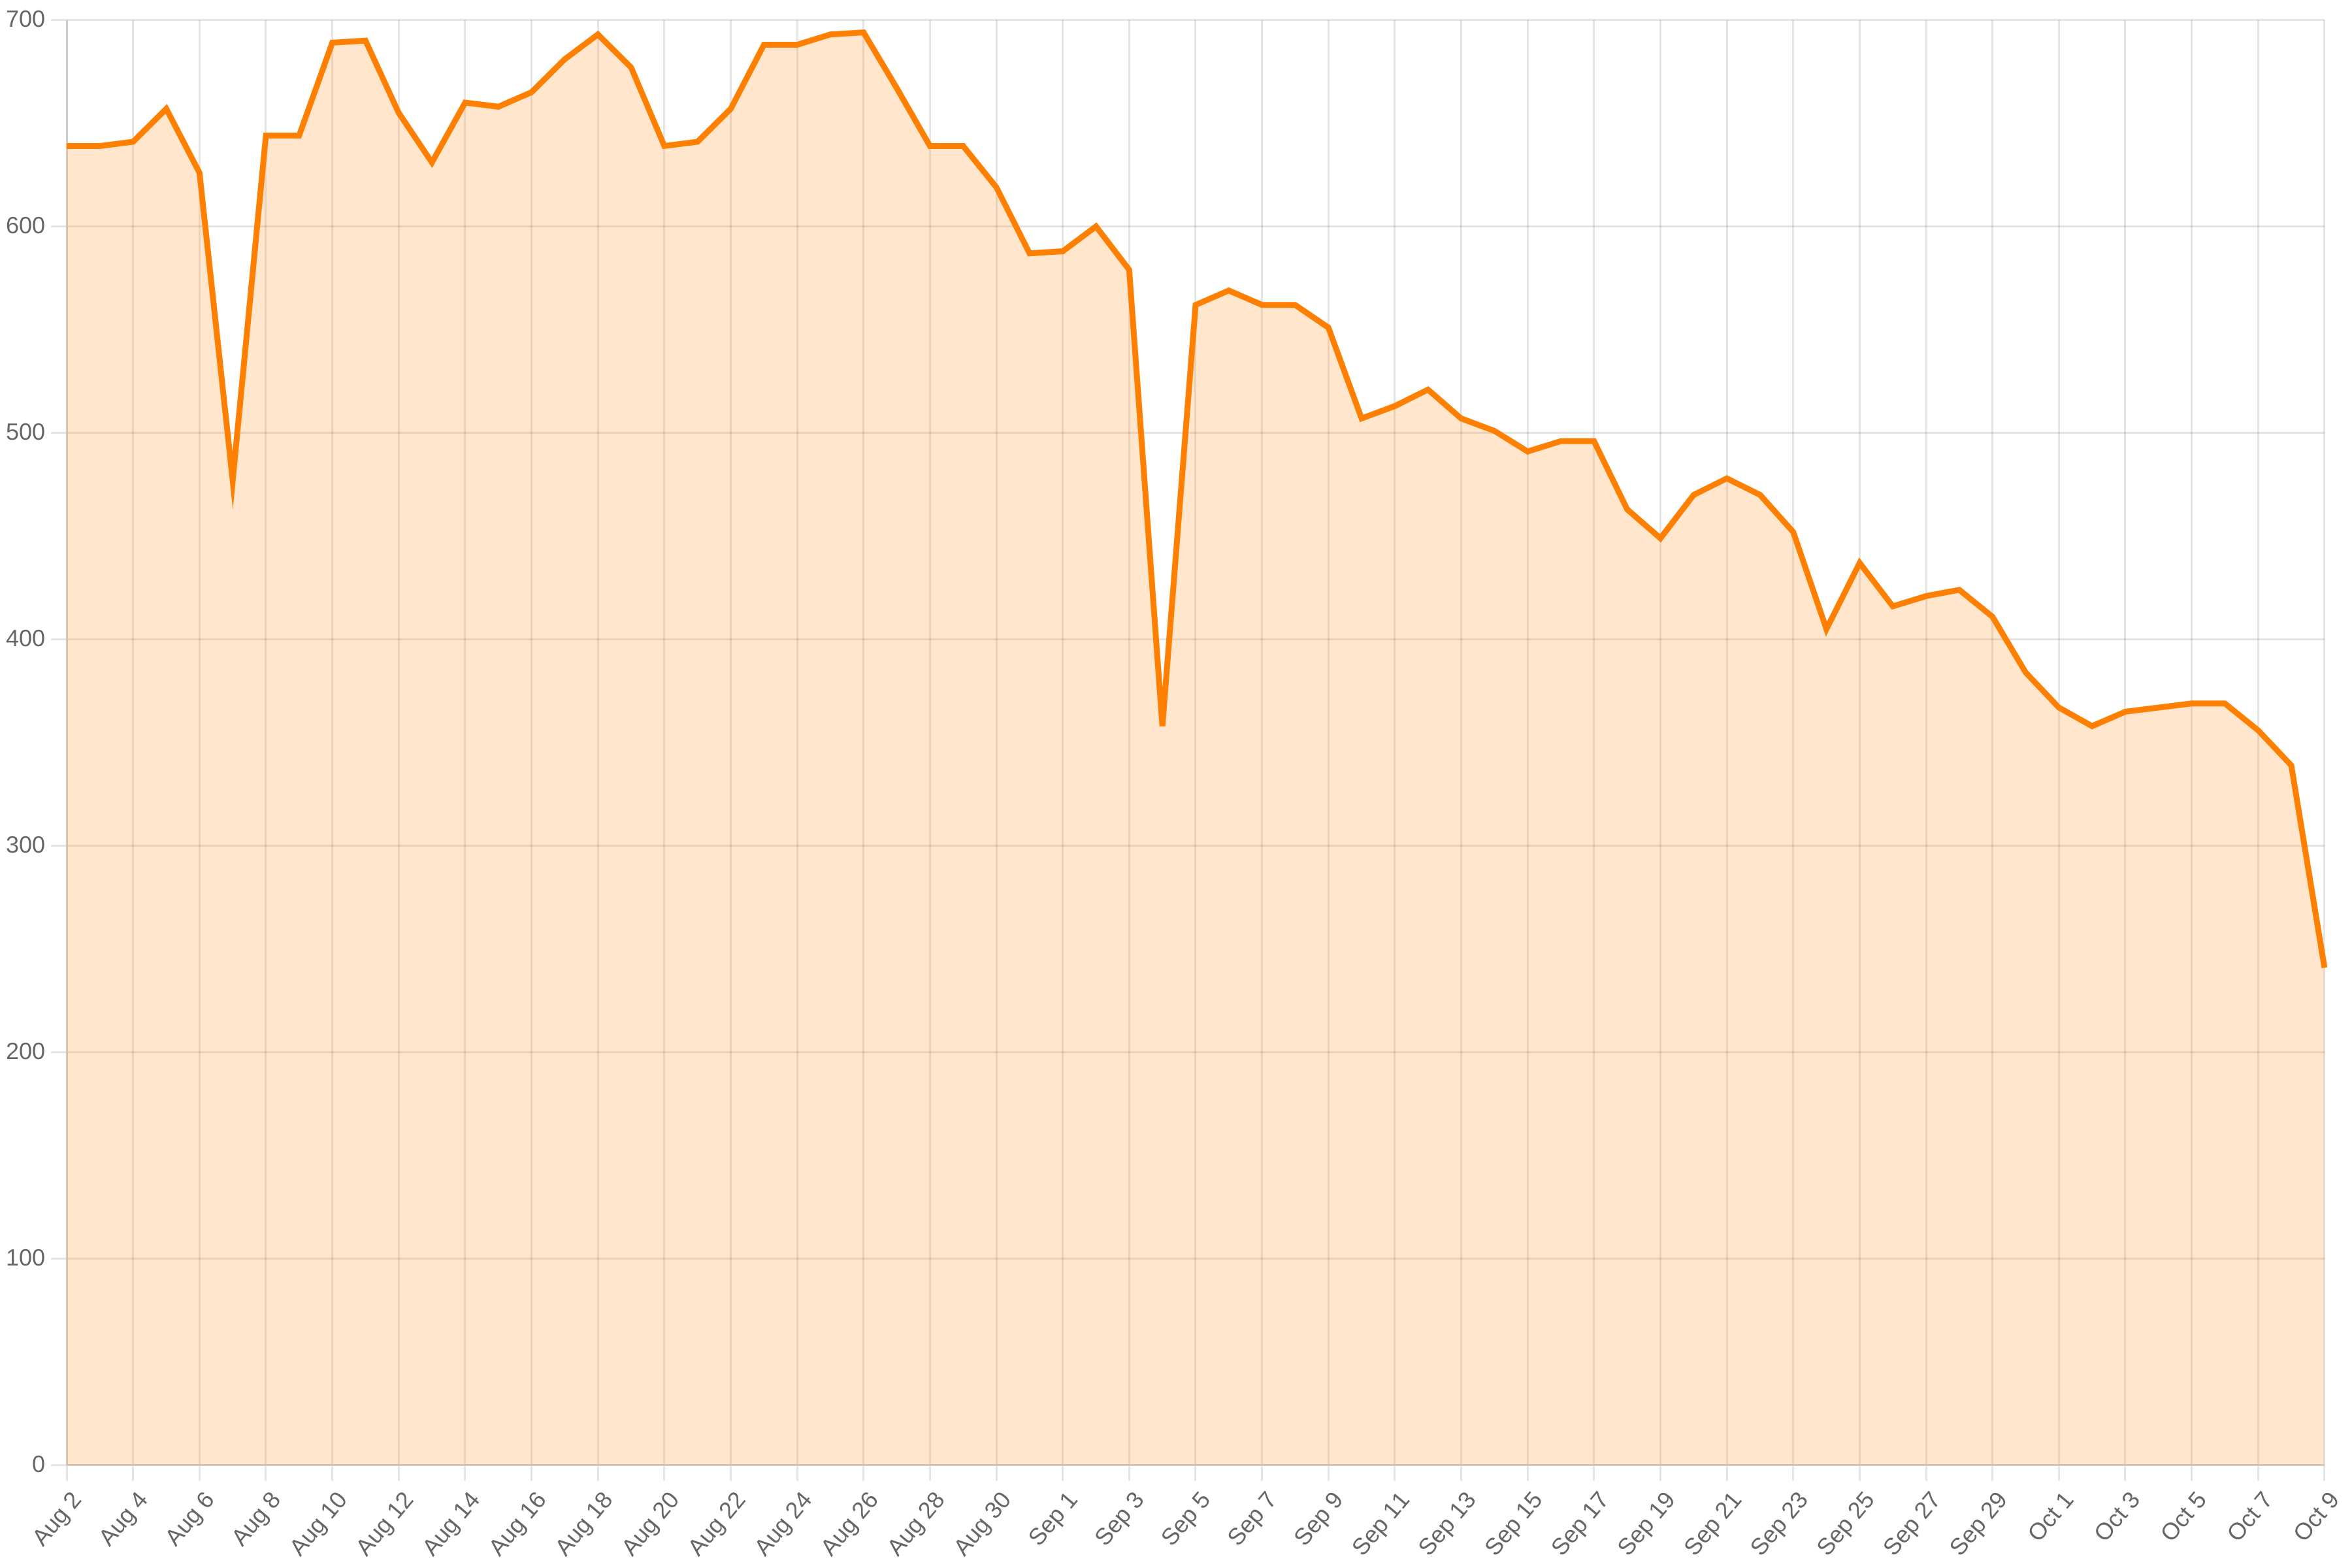 700
600
500
400
300
200
100
0
Aug 2
Aug 4
Aug 6
Aug 8
Aug 10
Aug 12
Aug 14
Aug 16
Aug 18
Aug 20
Aug 22
Aug 24
Aug 26
Aug 28
Aug 30
Sep 1
Sep 3
Sep 5
Sep 7
Sep 9
Sep 11
Sep 13
Sep 15
Sep 17
Sep 19
Sep 21
Sep 23
Sep 25
Sep 27
Sep 29
Oct 1
Oct 3
Oct 5
Oct 7
Oct 9